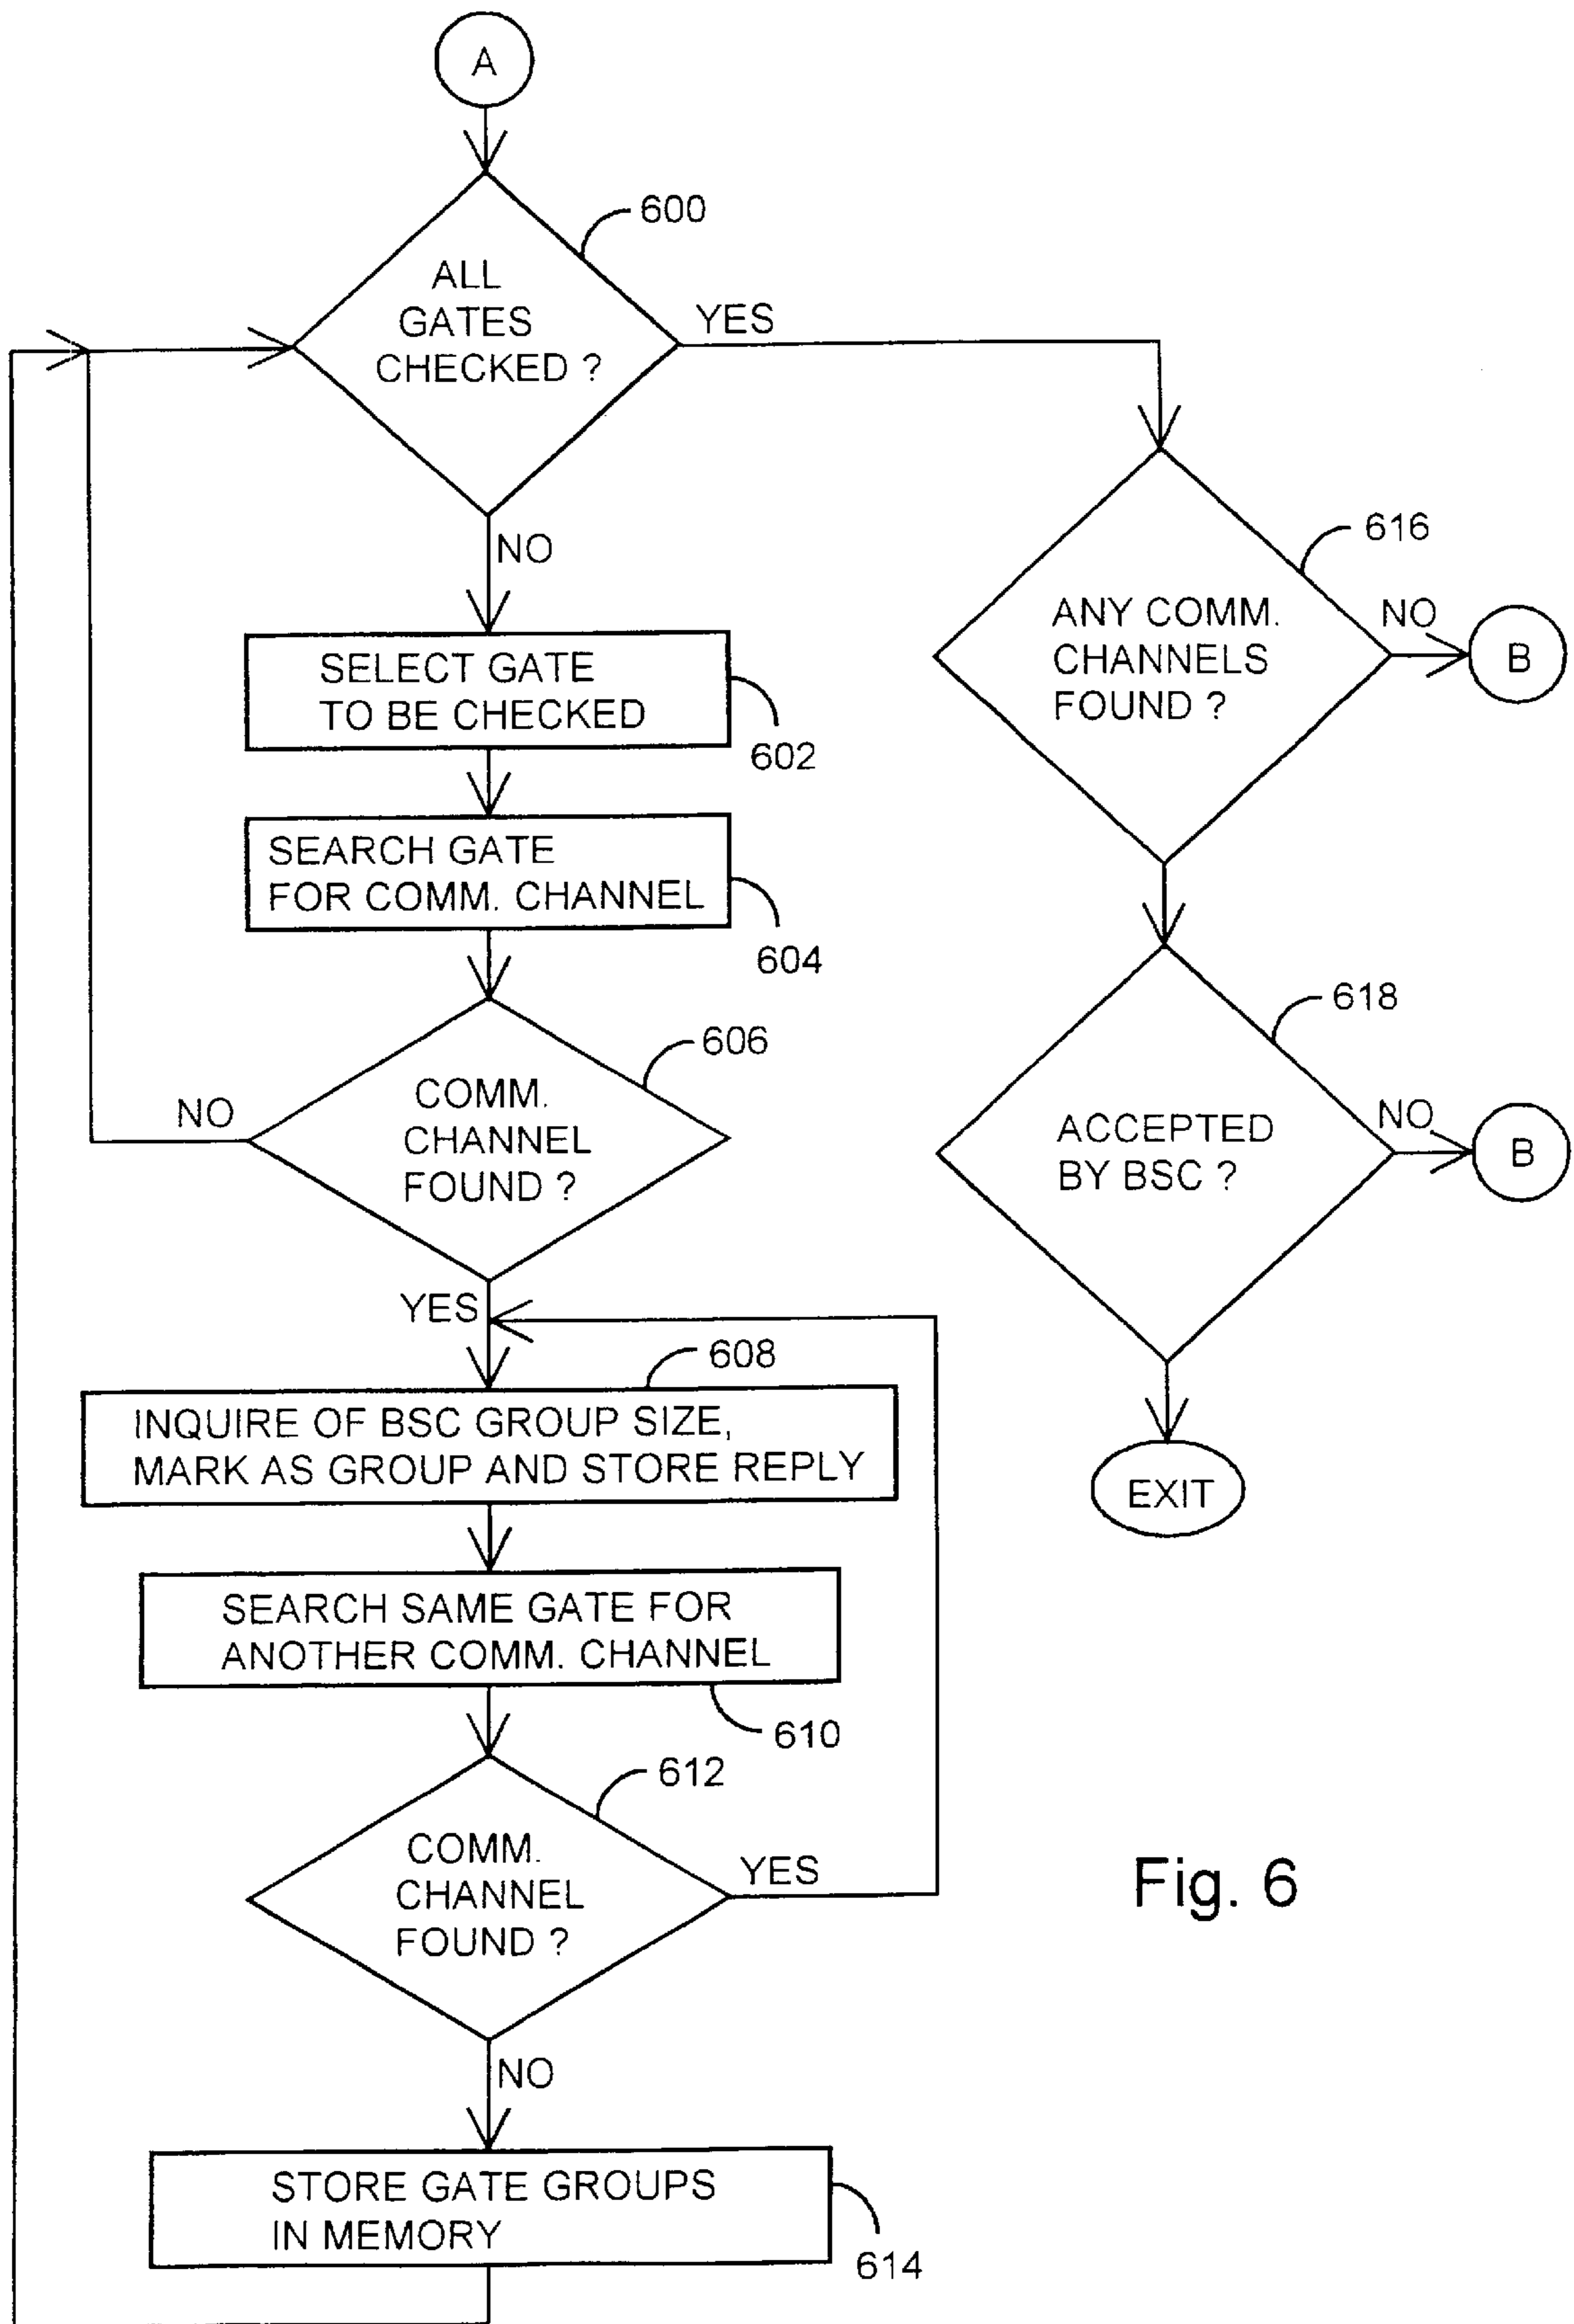 A
600
ALL
GATES
CHECKED ?
YES
NO
616
ANY COMM.
CHANNELS
FOUND ?
NO
B
SELECT GATE
TO BE CHECKED
602
SEARCH GATE
FOR COMM. CHANNEL
604
618
ACCEPTED
BY BSC ?
NO
B
606
COMM.
CHANNEL
FOUND ?
NO
YES
608
INQUIRE OF BSC GROUP SIZE,
MARK AS GROUP AND STORE REPLY
EXIT
SEARCH SAME GATE FOR
ANOTHER COMM. CHANNEL
610
612
COMM.
CHANNEL
FOUND ?
YES
NO
Fig. 6
STORE GATE GROUPS
IN MEMORY
614